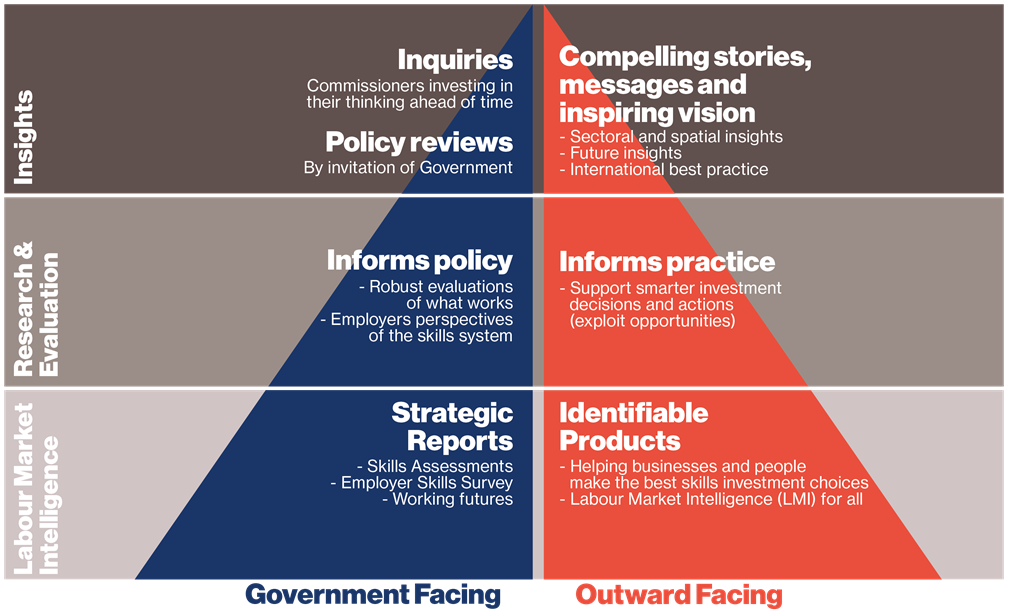 Insights
Inquiries
Commissioners investing in
their thinking ahead of time
Policy reviews
By invitation of Government
Compelling stories,
messages and
inspiring vision
- Sectoral and spatial insights
- Future insights
- International best practice
Research &
Evaluation
Informs policy
- Robust evaluations
of what works
- Employers perspectives
of the skills system
Informs practice
- Support smarter investment
decisions and actions
(exploit opportunities)
Labour Market
Intelligence
Strategic
Reports
- Skills Assessments
- Employer Skills Survey
- Working futures
Identifiable
Products
- Helping businesses and people
make the best skills investment choices
- Labour Market Intelligence (LMI) for all
Government Facing
Outward Facing